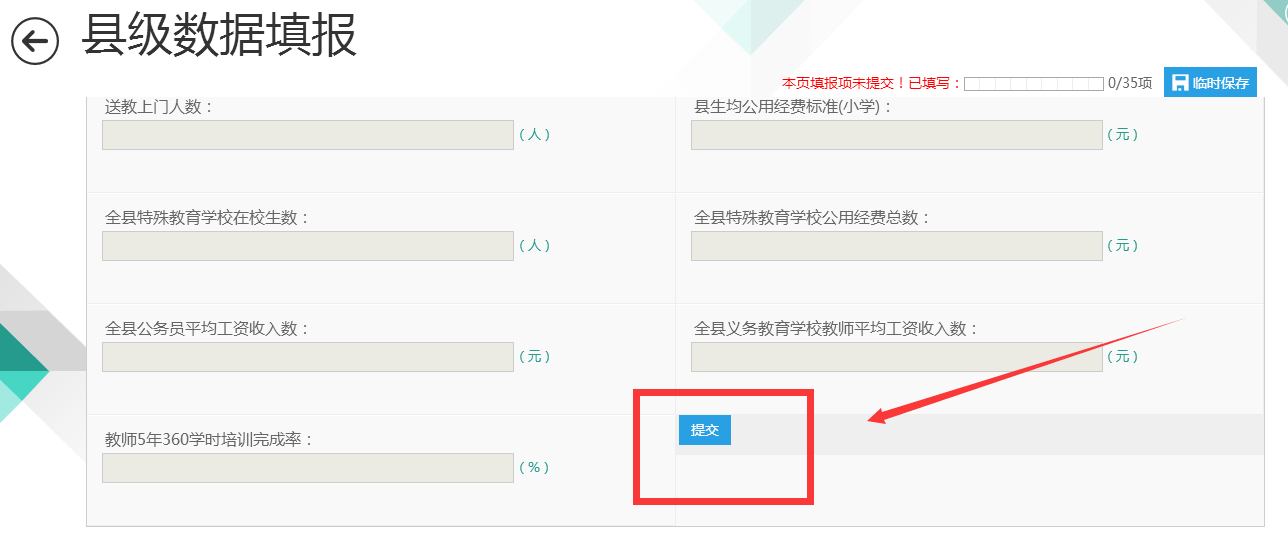 县级数据填报
本页填报项未提交！已填写： 0/35项 临时保存
送教上门人数： 县生均公用经费标准(小学)：
(人) (元)
全县特殊教育学校在校生数： 全县特殊教育学校公用经费总数：
(人) (元)
全县公务员平均工资收入数： 全县义务教育学校教师平均工资收入数：
(元) (元)
提交
教师5年360学时培训完成率：
(%)